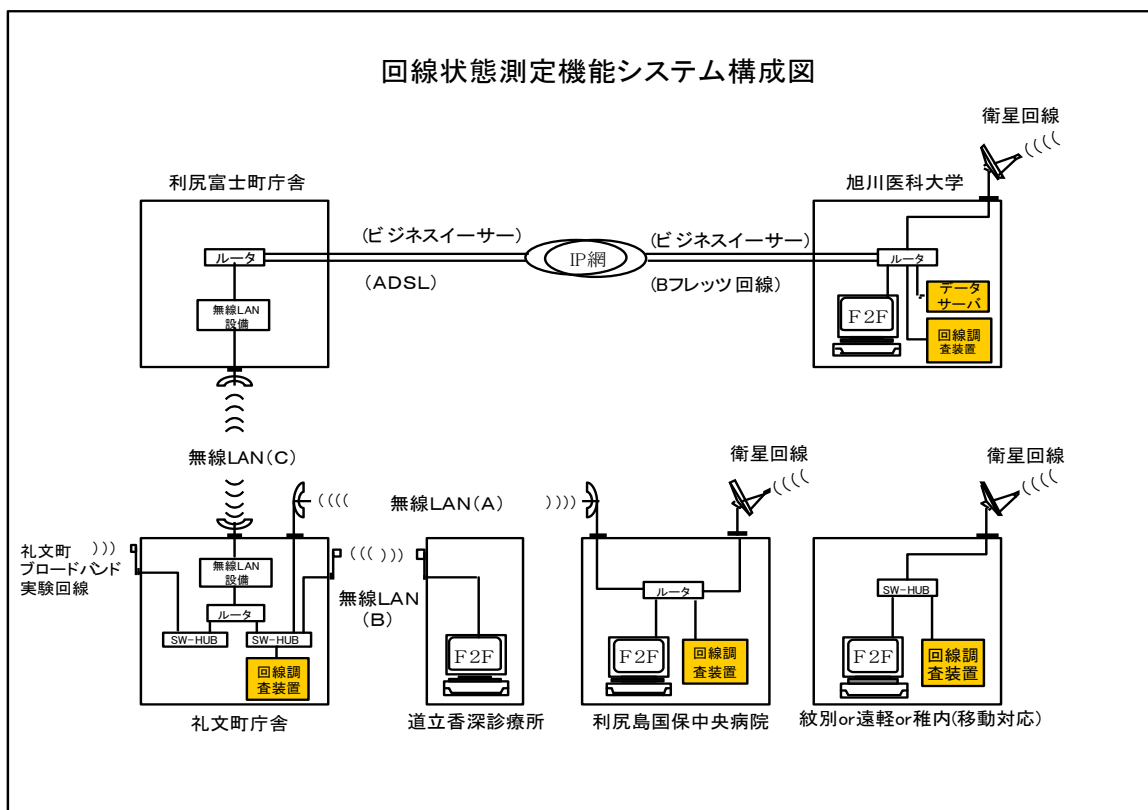 回線状態測定機能システム構成図
衛星回線
利尻富士町庁舎
旭川医科大学
(ビジネスイーサー)
(ビジネスイーサー)
ルータ
IP網
ルータ
(ADSL)
(Bフレッツ回線)
データ
サーバ
無線LAN
設備
F2F
回線調
査装置
無線LAN(C)
衛星回線
衛星回線
無線LAN(A)
礼文町
ブロードバンド
実験回線
無線LAN
設備
無線LAN
(B)
ルータ
ルータ
SW-HUB
SW-HUB
SW-HUB
回線調
査装置
F2F
F2F
回線調
査装置
F2F
回線調
査装置
礼文町庁舎
道立香深診療所
利尻島国保中央病院
紋別or遠軽or稚内(移動対応)